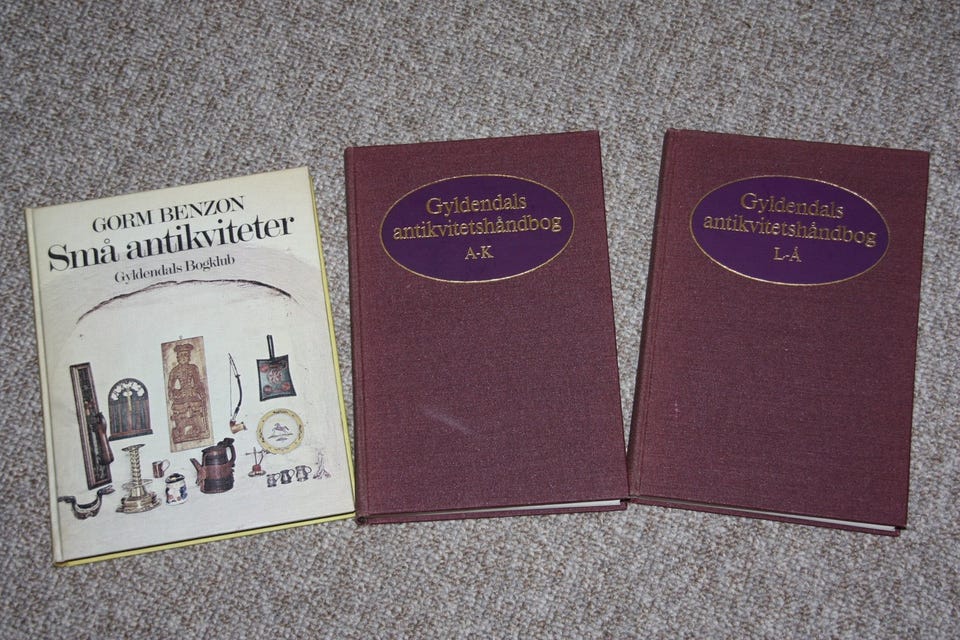 GORM BENZON
Små antikviteter
Gyldendals Bogklub
Gyldendals
antikvitetshåndbog
A-K
Gyldendals
antikvitetshåndbog
L-Å